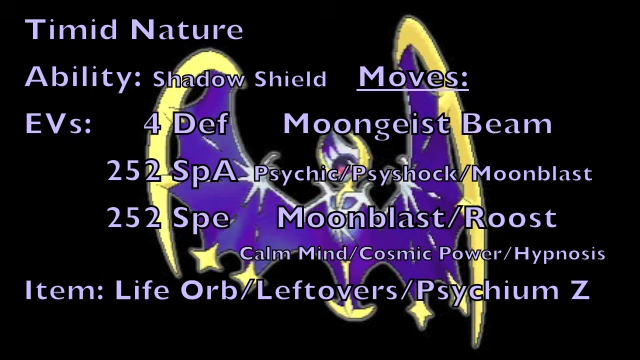 Timid Nature
Ability: Shadow Shield Moves:
EVs: 4 Def Moongeist Beam
252 SpA Psychic/Psyshock/Moonblast
252 Spe Moonblast/Roost
Calm Mind/Cosmic Power/Hypnosis
Item: Life Orb/Leftovers/Psychium Z